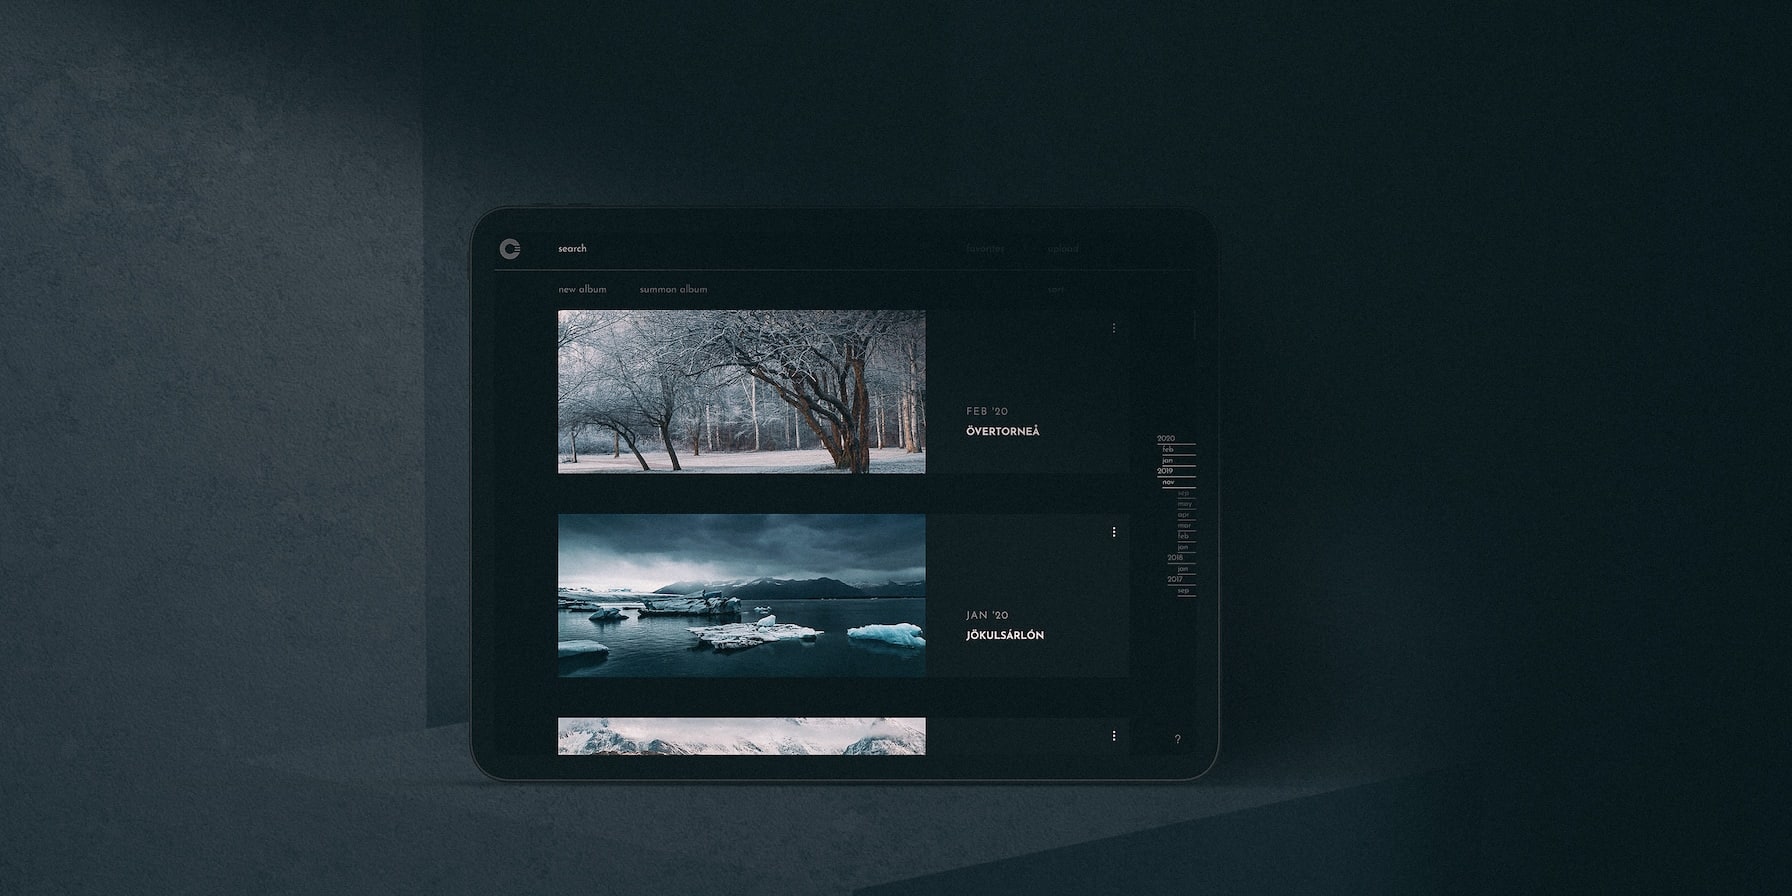 search favorites upload
new album summon album sort
FEB '20
ÖVERTORNEÅ
JAN '20
JÖKULSÁRLÓN
2020
feb
jan
2019
nov
sep
may
apr
mar
feb
jan
2018
jan
2017
sep
?